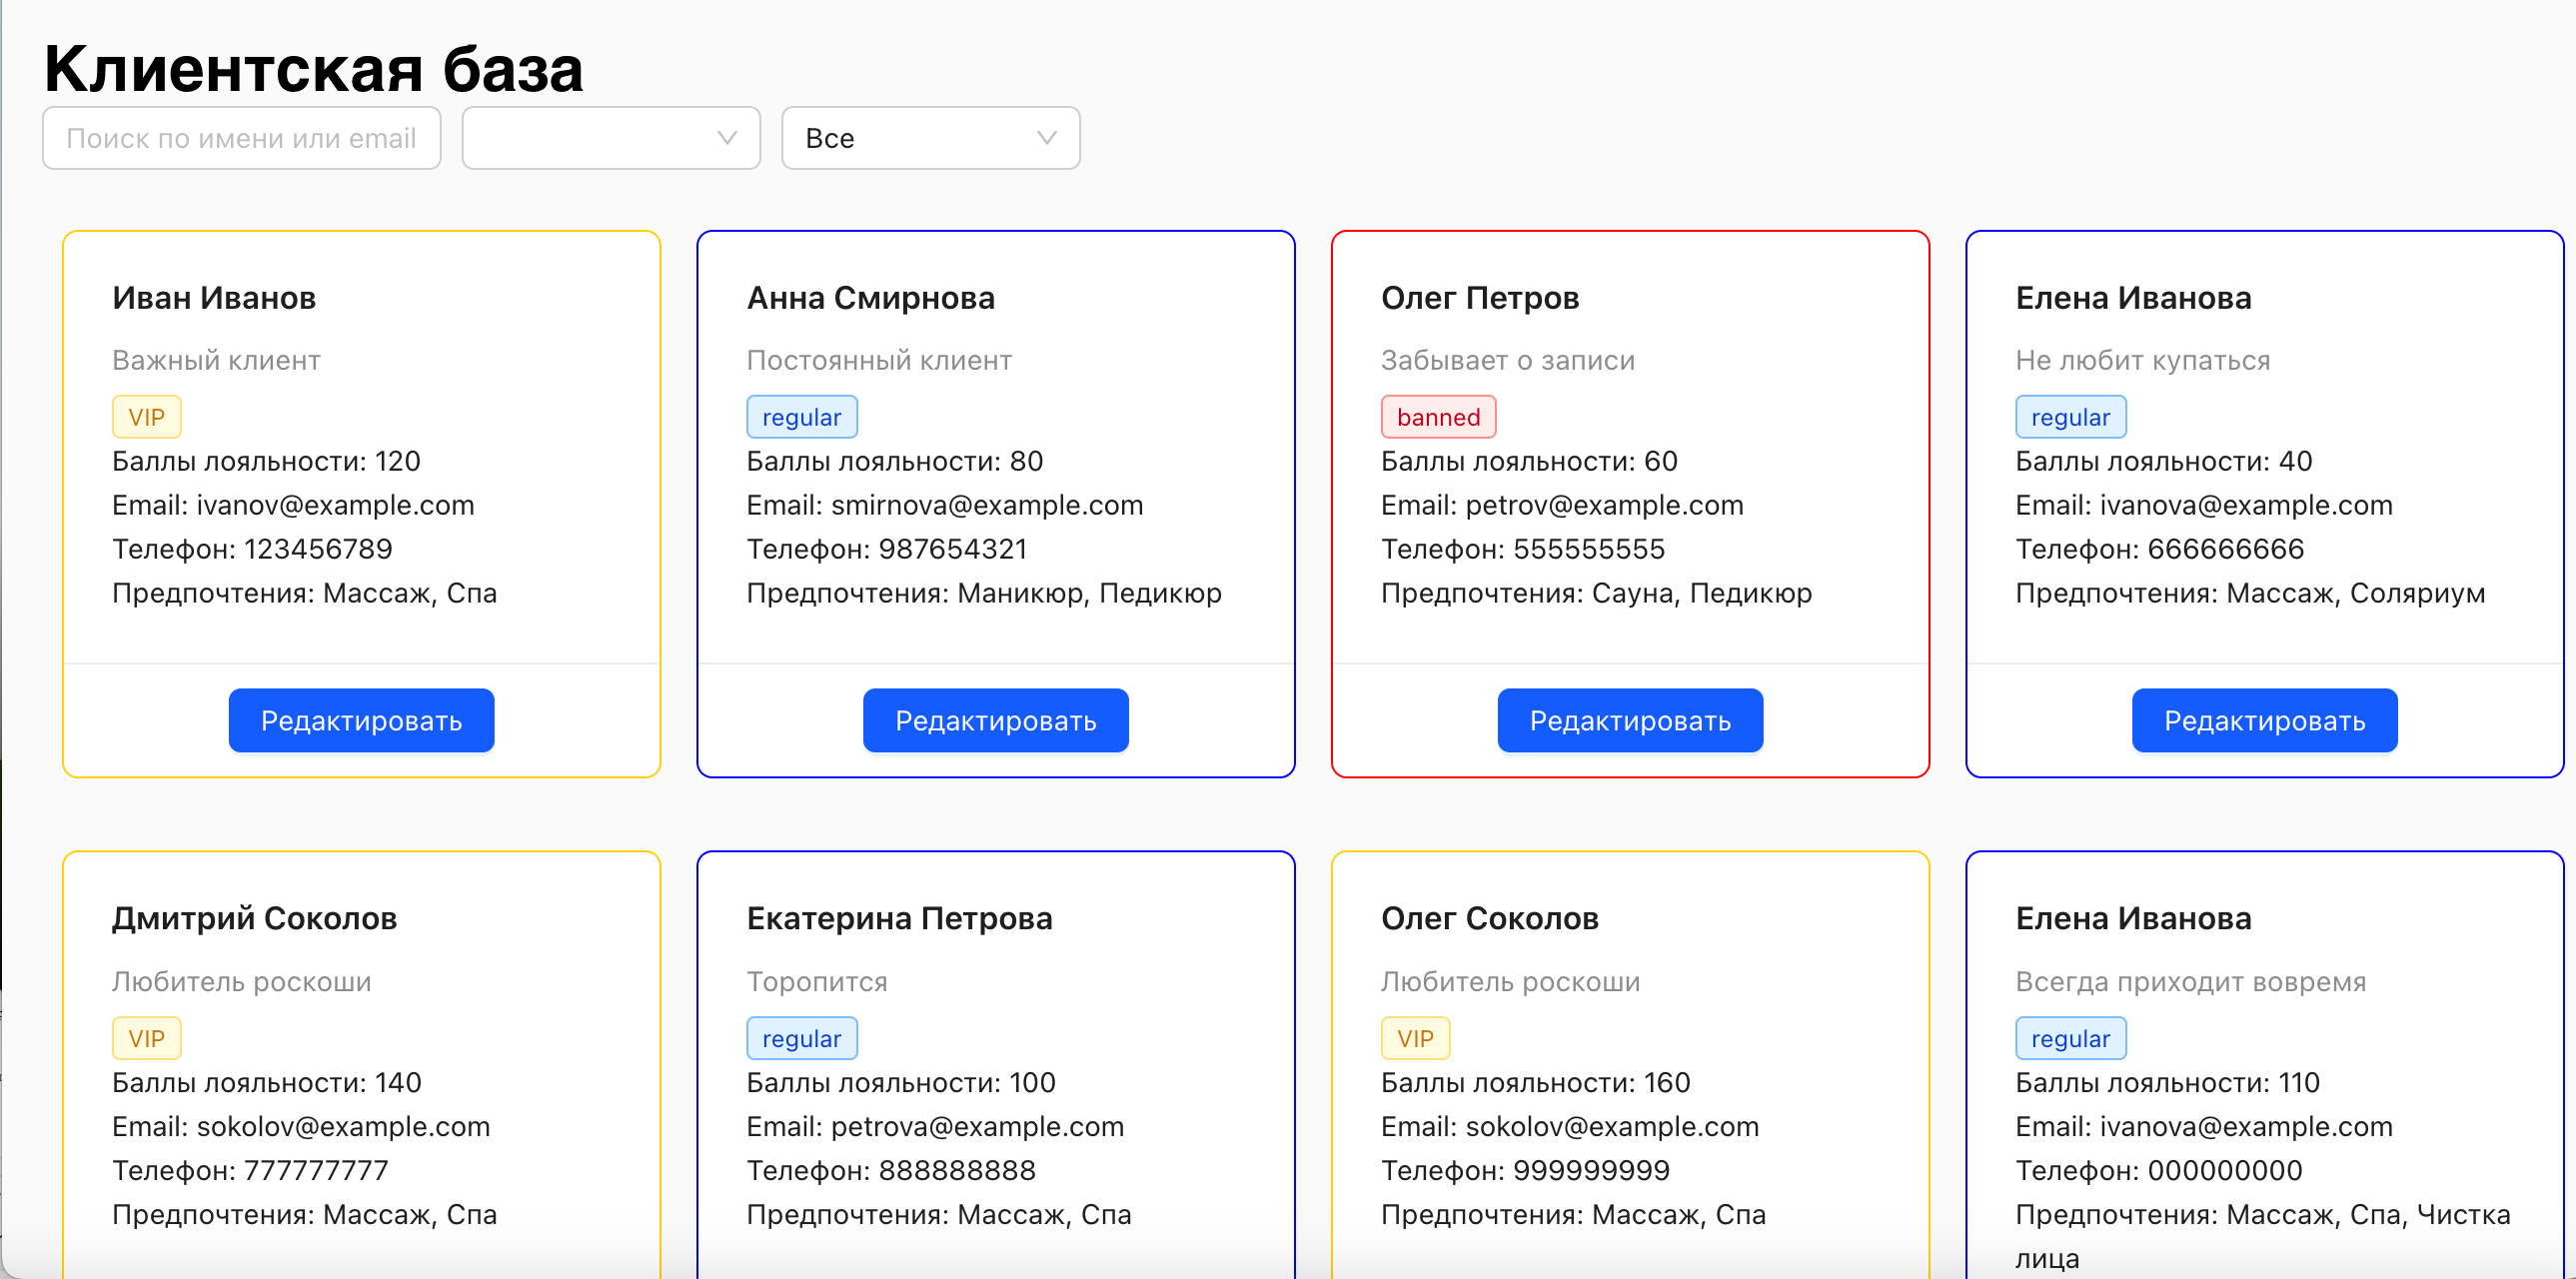 Клиентская база
Поиск по имени или email
Все
Иван Иванов
Важный клиент
VIP
Баллы лояльности: 120
Email: ivanov@example.com
Телефон: 123456789
Предпочтения: Массаж, Спа
Редактировать
Анна Смирнова
Постоянный клиент
regular
Баллы лояльности: 80
Email: smirnova@example.com
Телефон: 987654321
Предпочтения: Маникюр, Педикюр
Редактировать
Олег Петров
Забывает о записи
banned
Баллы лояльности: 60
Email: petrov@example.com
Телефон: 555555555
Предпочтения: Сауна, Педикюр
Редактировать
Елена Иванова
Не любит купаться
regular
Баллы лояльности: 40
Email: ivanova@example.com
Телефон: 666666666
Предпочтения: Массаж, Соляриум
Редактировать
Дмитрий Соколов
Любитель роскоши
VIP
Баллы лояльности: 140
Email: sokolov@example.com
Телефон: 777777777
Предпочтения: Массаж, Спа
Екатерина Петрова
Торопится
regular
Баллы лояльности: 100
Email: petrova@example.com
Телефон: 888888888
Предпочтения: Массаж, Спа
Олег Соколов
Любитель роскоши
VIP
Баллы лояльности: 160
Email: sokolov@example.com
Телефон: 999999999
Предпочтения: Массаж, Спа
Елена Иванова
Всегда приходит вовремя
regular
Баллы лояльности: 110
Email: ivanova@example.com
Телефон: 000000000
Предпочтения: Массаж, Спа, Чистка
лица